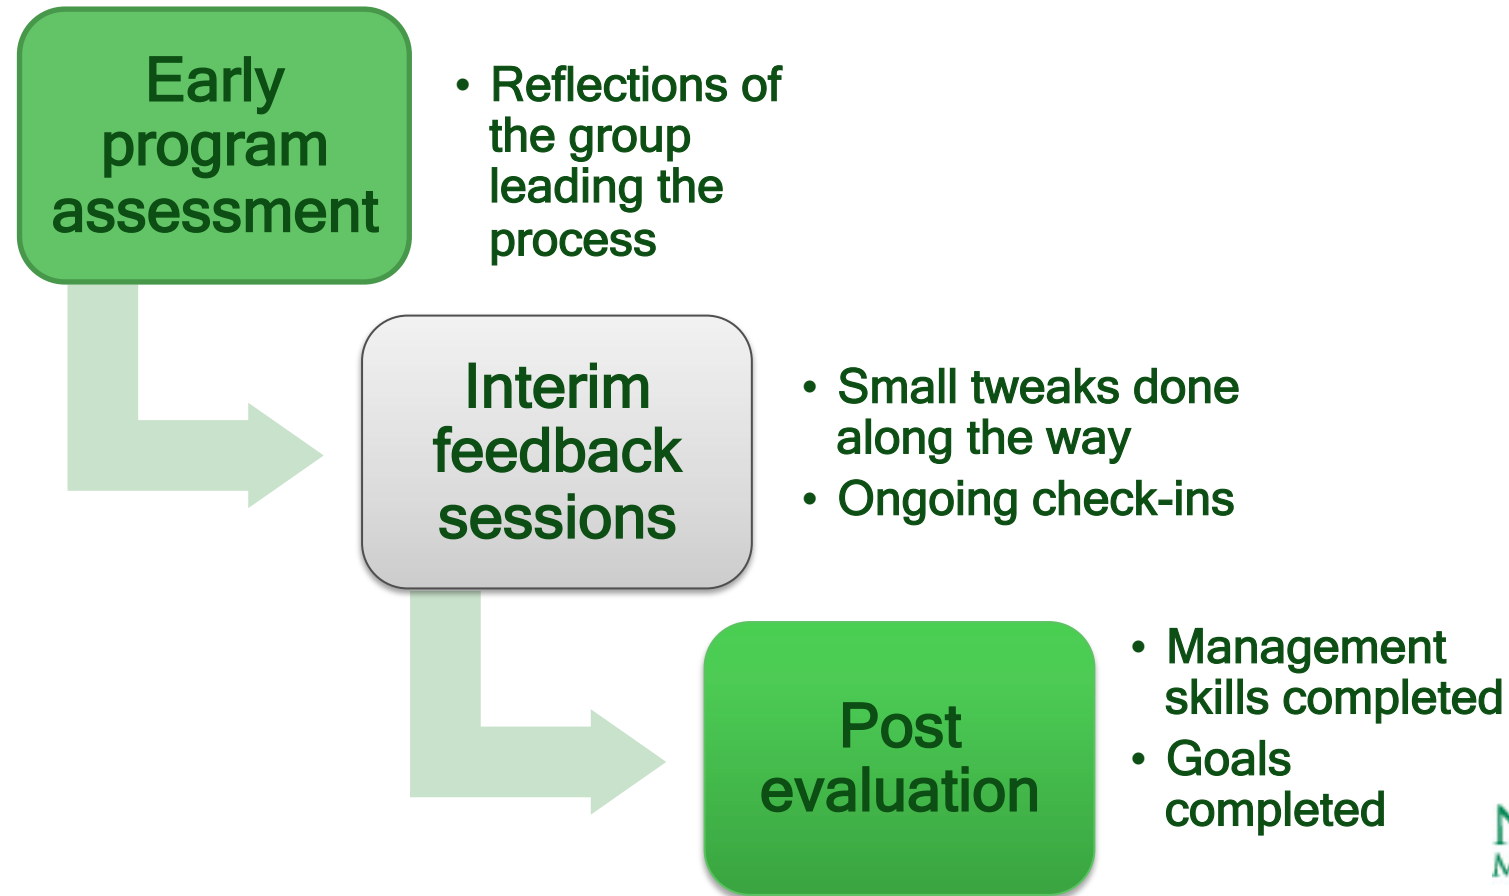 Early
program
assessment
• Reflections of
the group
leading the
process
Interim
feedback
sessions
• Small tweaks done
along the way
• Ongoing check-ins
Post
evaluation
• Management
skills completed
• Goals
completed